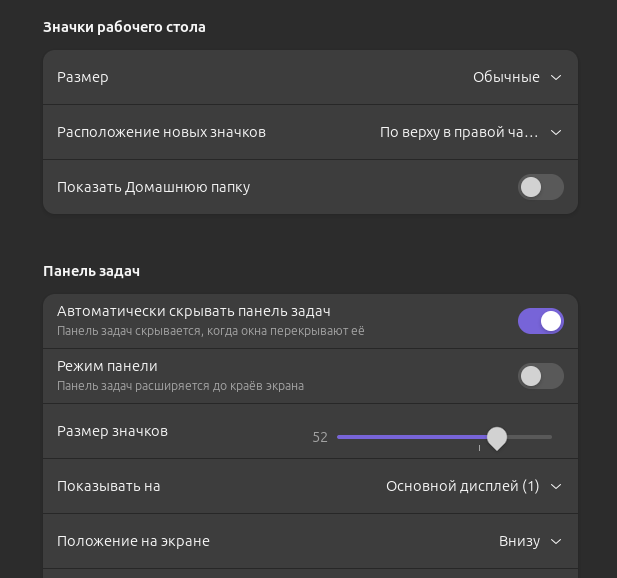 Значки рабочего стола
Размер
Обычные
Расположение новых значков
По верху в правой ча...
Показать Домашнюю папку
Панель задач
Автоматически скрывать панель задач
Панель задач скрывается, когда окна перекрывают её
Режим панели
Панель задач расширяется до краёв экрана
Размер значков
52
Показывать на
Основной дисплей (1)
Положение на экране
Внизу